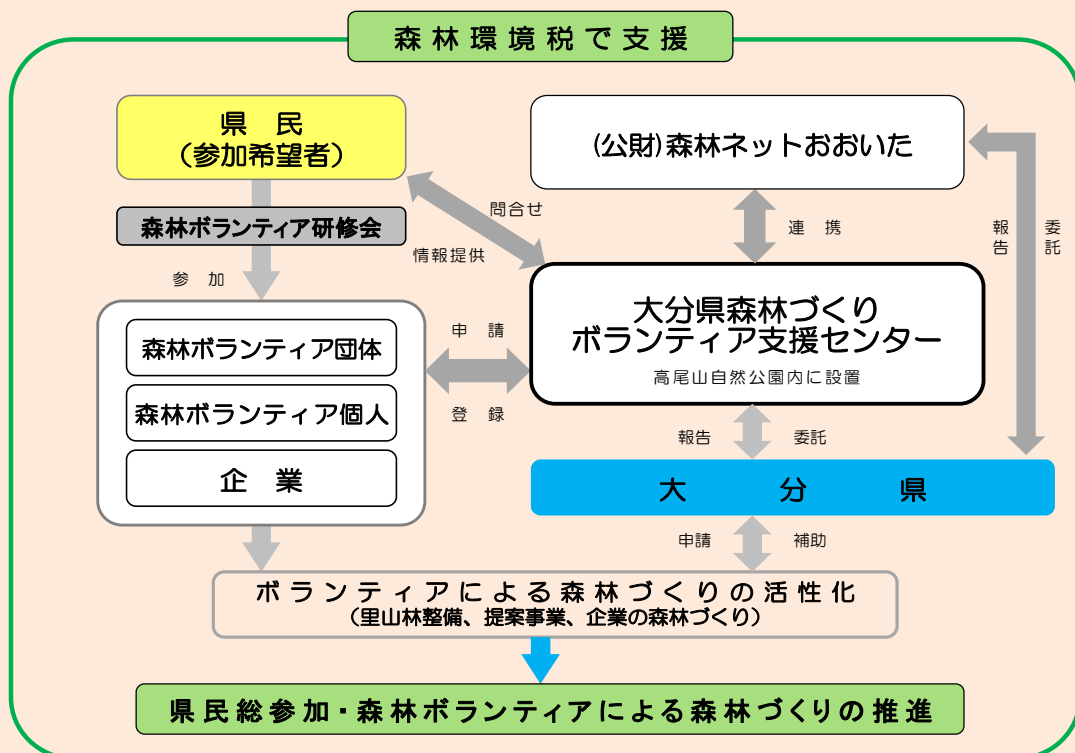 森林環境税で支援
県民
(参加希望者)
森林ボランティア研修会
参加
森林ボランティア団体
森林ボランティア個人
企業
問合せ
情報提供
申請
登録
(公財)森林ネットおおいた
連携
報告
委託
大分県森林づくり
ボランティア支援センター
高尾山自然公園内に設置
報告
委託
大分県
申請
補助
ボランティアによる森林づくりの活性化
(里山林整備、提案事業、企業の森林づくり)
県民総参加・森林ボランティアによる森林づくりの推進